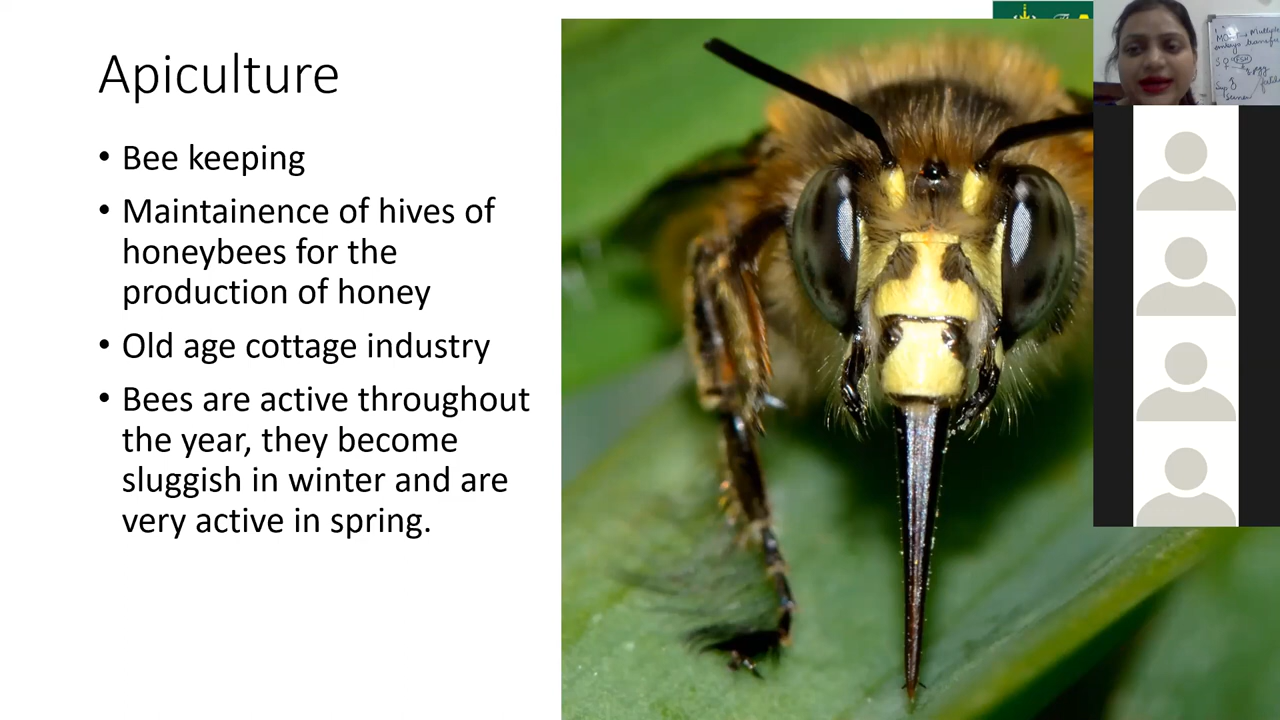 Apiculture
• Bee keeping
• Maintainence of hives of
honeybees for the
production of honey
• Old age cottage industry
• Bees are active throughout
the year, they become
sluggish in winter and are
very active in spring.
Multiple